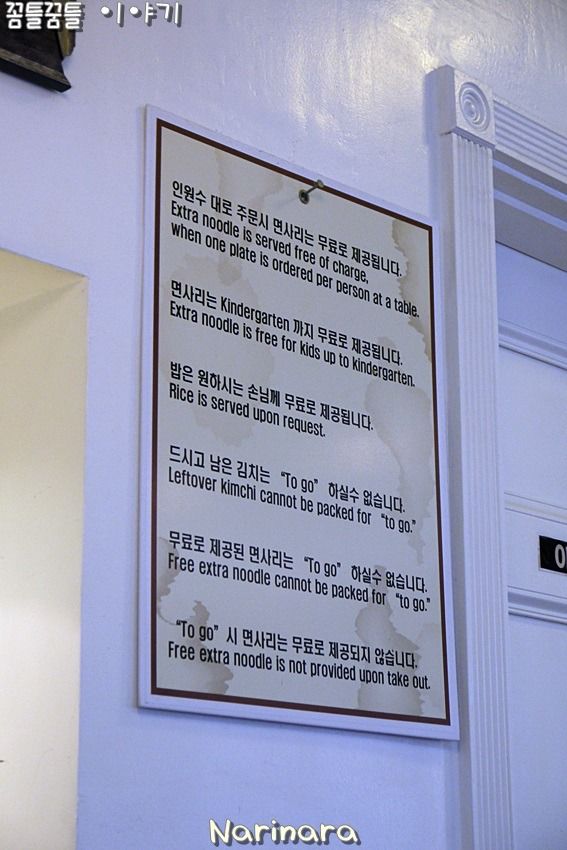 꼼틀꿈틀 이야기
인원수 대로 주문시 면사리는 무료로 제공됩니다.
Extra noodle is served free of charge,
when one plate is ordered per person at a table.
면사리는 Kindergarten 까지 무료로 제공됩니다.
Extra noodle is free for kids up to kindergarten.
밥은 원하시는 손님께 무료로 제공됩니다.
Rice is served upon request.
드시고 남은 김치는 “To go” 하실수 없습니다.
Leftover kimchi cannot be packed for “to go.”
무료로 제공된 면사리는 “To go” 하실수 없습니다.
Free extra noodle cannot be packed for “to go.”
“To go” 시 면사리는 무료로 제공되지 않습니다.
Free extra noodle is not provided upon take out.
Narinara